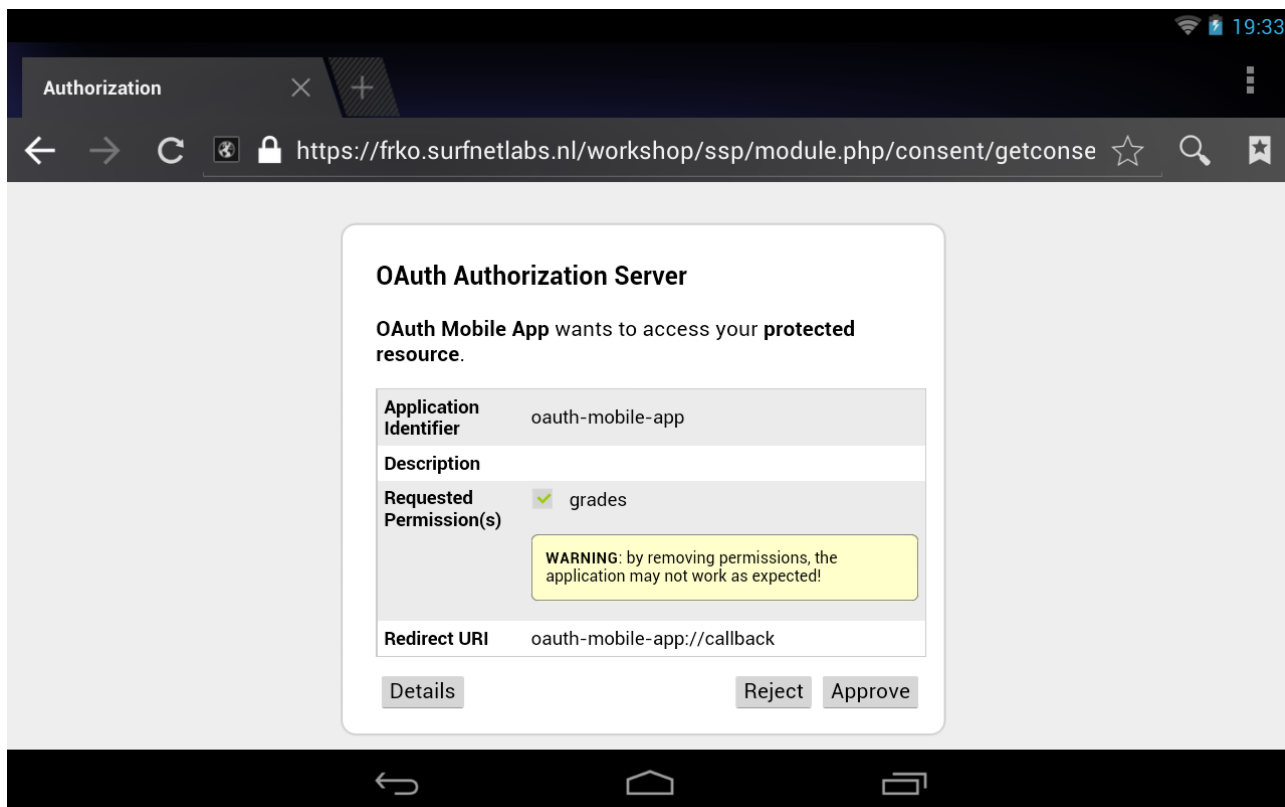 19:33
Authorization
https://frko.surfnetlabs.nl/workshop/ssp/module.php/consent/getconse
OAuth Authorization Server
OAuth Mobile App wants to access your protected
resource.
Application
Identifier
oauth-mobile-app
Description
Requested
Permission(s)
grades
WARNING: by removing permissions, the
application may not work as expected!
Redirect URI
oauth-mobile-app://callback
Details
Reject
Approve